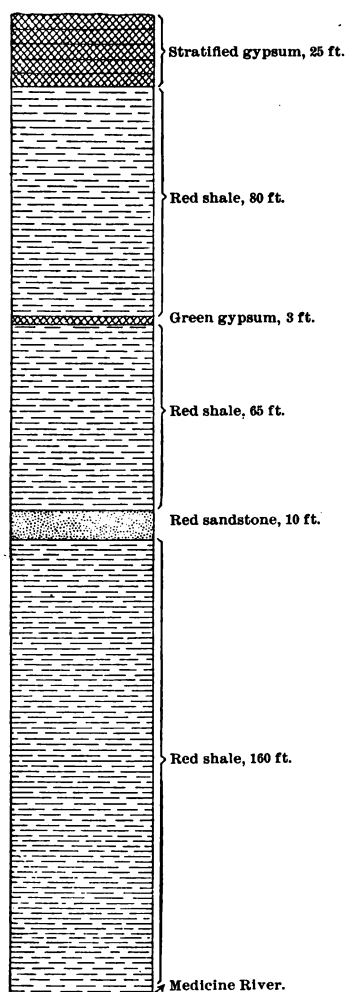 Stratified gypsum, 25 ft.
Red shale, 80 ft.
Green gypsum, 3 ft.
Red shale, 65 ft.
Red sandstone, 10 ft.
Red shale, 160 ft.
Medicine River.